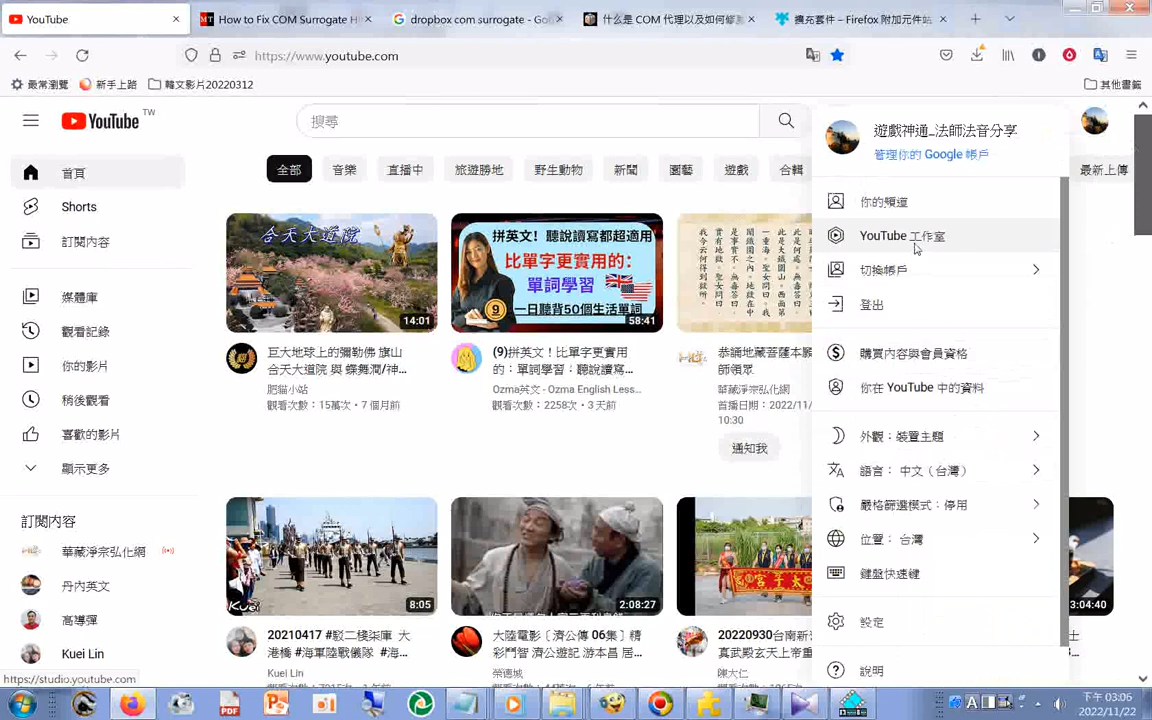 YouTube
How to Fix COM Surrogate Hi
dropbox com surrogate - Go
什么是 COM 代理以及如何修
擴充套件 – Firefox 附加元件站
https://www.youtube.com
最常瀏覽
新手上路
韓文影片20220312
其他書籤
YouTube
TW
搜尋
遊戲神通_法師法音分享
管理你的 Google 帳戶
首頁
Shorts
訂閱內容
媒體庫
觀看記錄
你的影片
稍後觀看
喜歡的影片
顯示更多
訂閱內容
華藏淨宗弘化網
丹內英文
高嶂彈
Kuei Lin
https://studio.youtube.com
全部
音樂
直播中
旅遊勝地
野生動物
新聞
園藝
遊戲
合輯
最新上傳
合天大道院
14:01
巨大地球上的彌勒佛 旗山
合天大道院 與 蝶舞澗/神...
肥貓小站
觀看次數：15萬次・7 個月前
拼英文！聽說讀寫都超適用
比單字更實用的：
單詞學習：
9
一日聽背50個生活單詞
58:41
(9)拼英文！比單字更實用
的：單詞學習：聽說讀寫...
Ozma英文 - Ozma English Less...
觀看次數：2258次・3 天前
恭誦地藏菩薩本願
師領眾
華藏淨宗弘化網
首播日期：2022/11/
10:30
通知我
Kuei
8:05
20210417 #駁二棧柒庫 大
港橋 #海軍陸戰儀隊 #海...
Kuei Lin
2:08:27
大陸電影〔濟公傳 06集〕精
彩鬥智 濟公遊記 游本昌 居...
榮德城
20220930台南新
真武殿玄天上帝重
陳大仁
太子宮
3:04:40
士
你的頻道
YouTube 工作室
切換帳戶
登出
購買內容與會員資格
你在 YouTube 中的資料
外觀：裝置主題
語言： 中文（台灣）
嚴格篩選模式：停用
位置： 台灣
鍵盤快速鍵
設定
說明
下午 03:06
2022/11/22